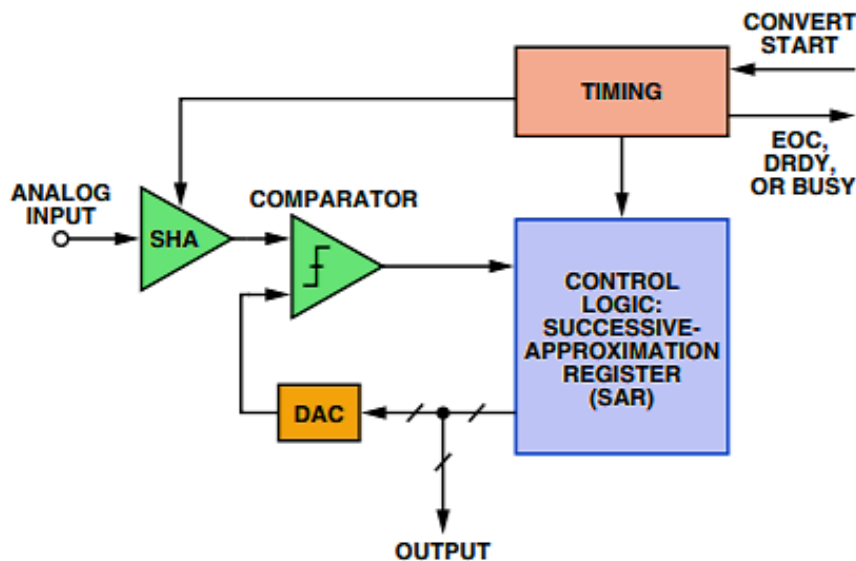 CONVERT
START
TIMING
EOC,
DRDY,
OR BUSY
ANALOG
INPUT
SHA
COMPARATOR
CONTROL
LOGIC:
SUCCESSIVE-
APPROXIMATION
REGISTER
(SAR)
DAC
OUTPUT